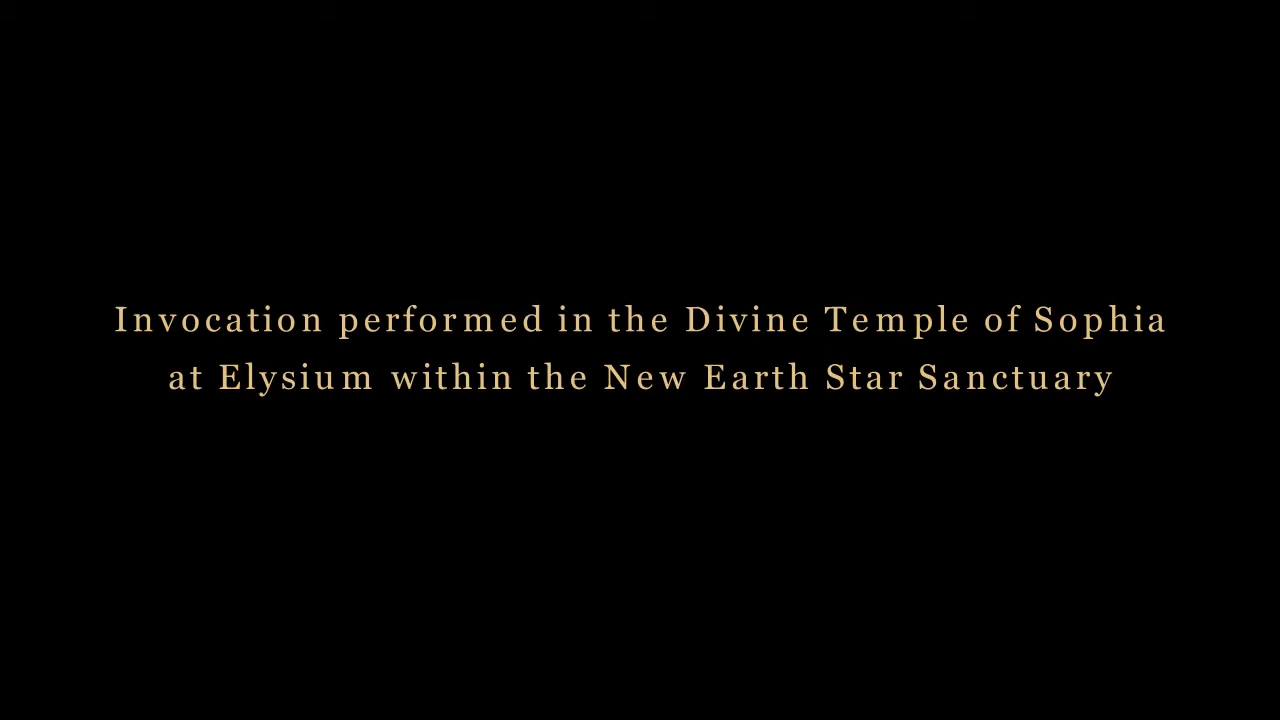 Invocation performed in the Divine Temple of Sophia
at Elysium within the New Earth Star Sanctuary